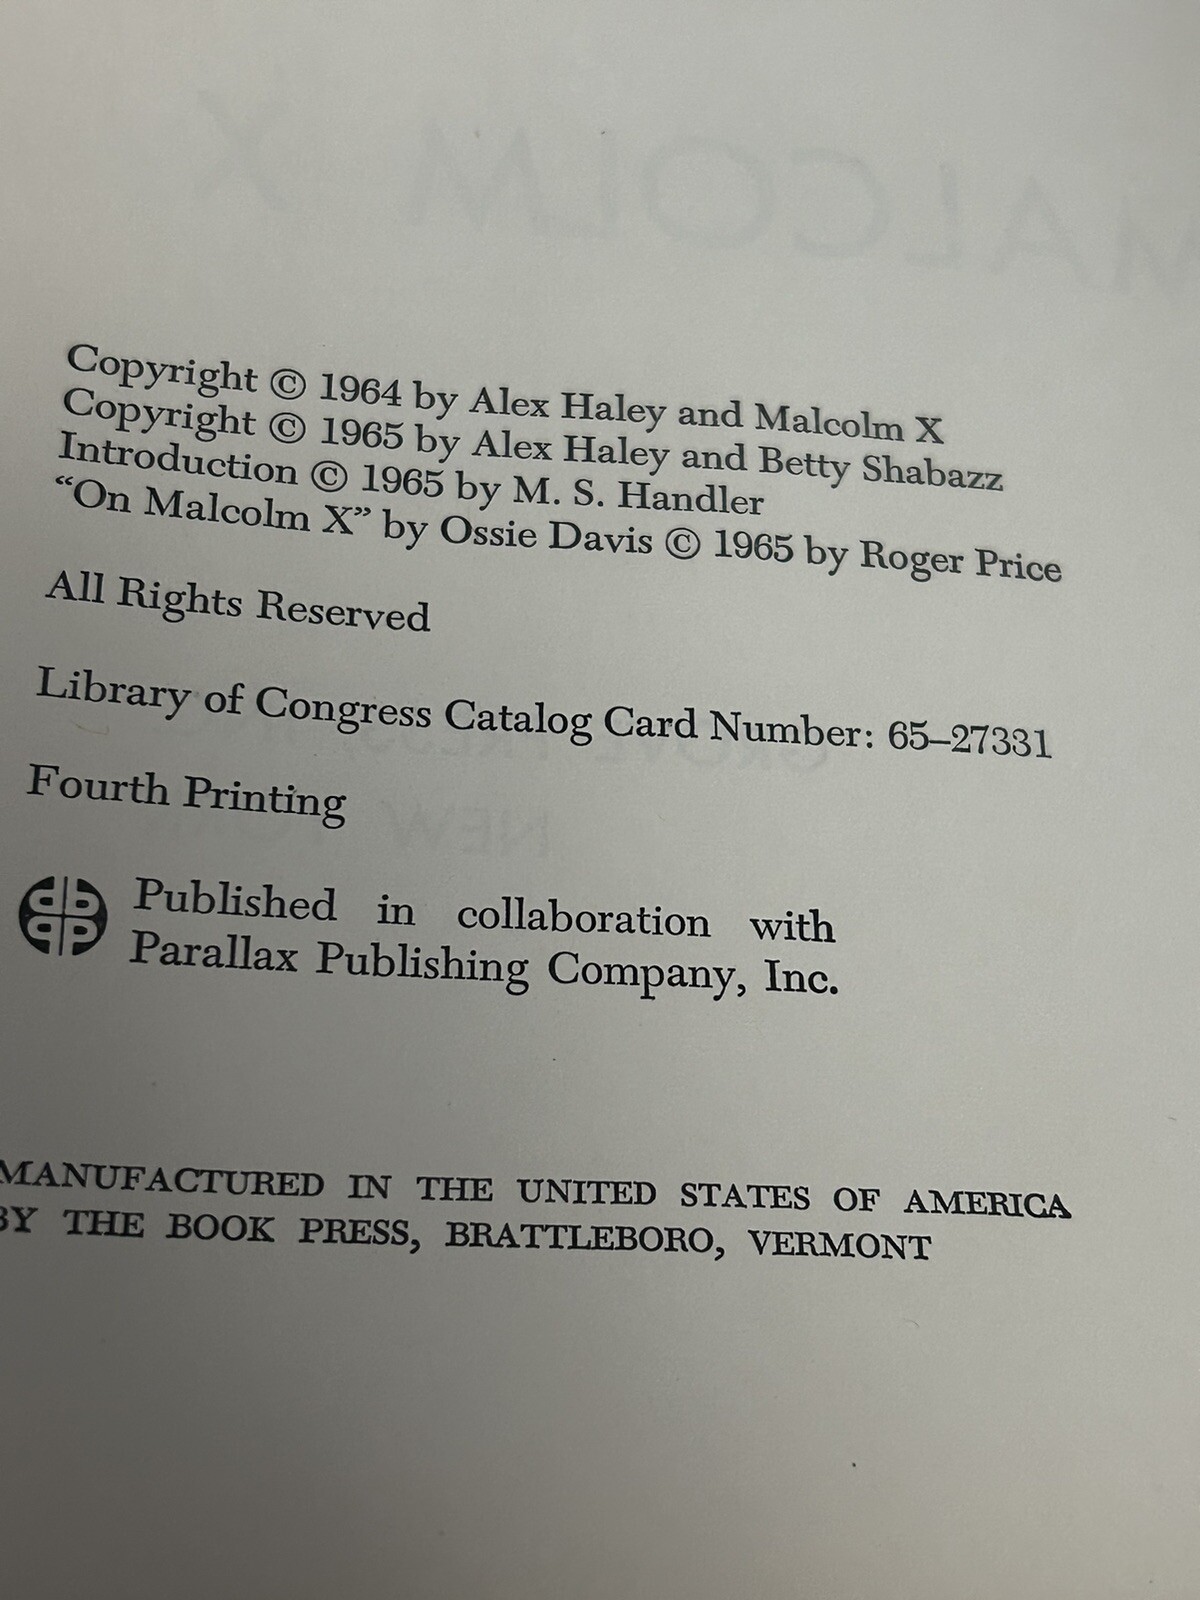 MALCOLM X
Copyright © 1964 by Alex Haley and Malcolm X
Copyright © 1965 by Alex Haley and Betty Shabazz
Introduction © 1965 by M. S. Handler
“On Malcolm X” by Ossie Davis © 1965 by Roger Price
All Rights Reserved
Library of Congress Catalog Card Number: 65–27331
Fourth Printing
Published in collaboration with
Parallax Publishing Company, Inc.
MANUFACTURED IN THE UNITED STATES OF AMERICA
BY THE BOOK PRESS, BRATTLEBORO, VERMONT